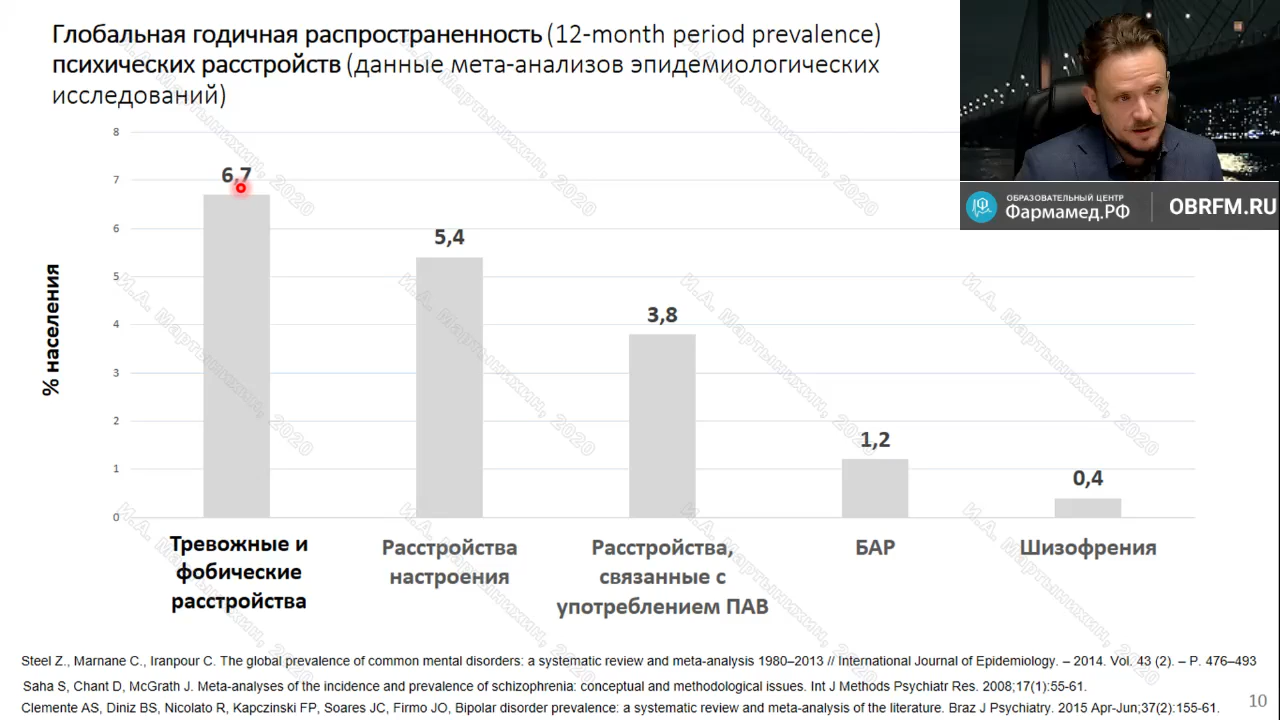 Глобальная годичная распространенность (12-month period prevalence)
психических расстройств (данные мета-анализов эпидемиологических
исследований)
ОБРАЗОВАТЕЛЬНЫЙ ЦЕНТР
Фармамед.РФ
OBRFM.RU
% населения
8
7
6
5
4
3
2
1
0
6,7
5,4
3,8
1,2
0,4
Тревожные и
фобические
расстройства
Расстройства
настроения
Расстройства,
связанные с
употреблением ПАВ
БАР
Шизофрения
И.А. Мартынихин, 2020
Steel Z., Marnane C., Iranpour C. The global prevalence of common mental disorders: a systematic review and meta-analysis 1980–2013 // International Journal of Epidemiology. – 2014. Vol. 43 (2). – P. 476–493
Saha S, Chant D, McGrath J. Meta-analyses of the incidence and prevalence of schizophrenia: conceptual and methodological issues. Int J Methods Psychiatr Res. 2008;17(1):55-61.
Clemente AS, Diniz BS, Nicolato R, Kapczinski FP, Soares JC, Firmo JO, Bipolar disorder prevalence: a systematic review and meta-analysis of the literature. Braz J Psychiatry. 2015 Apr-Jun;37(2):155-61.
10